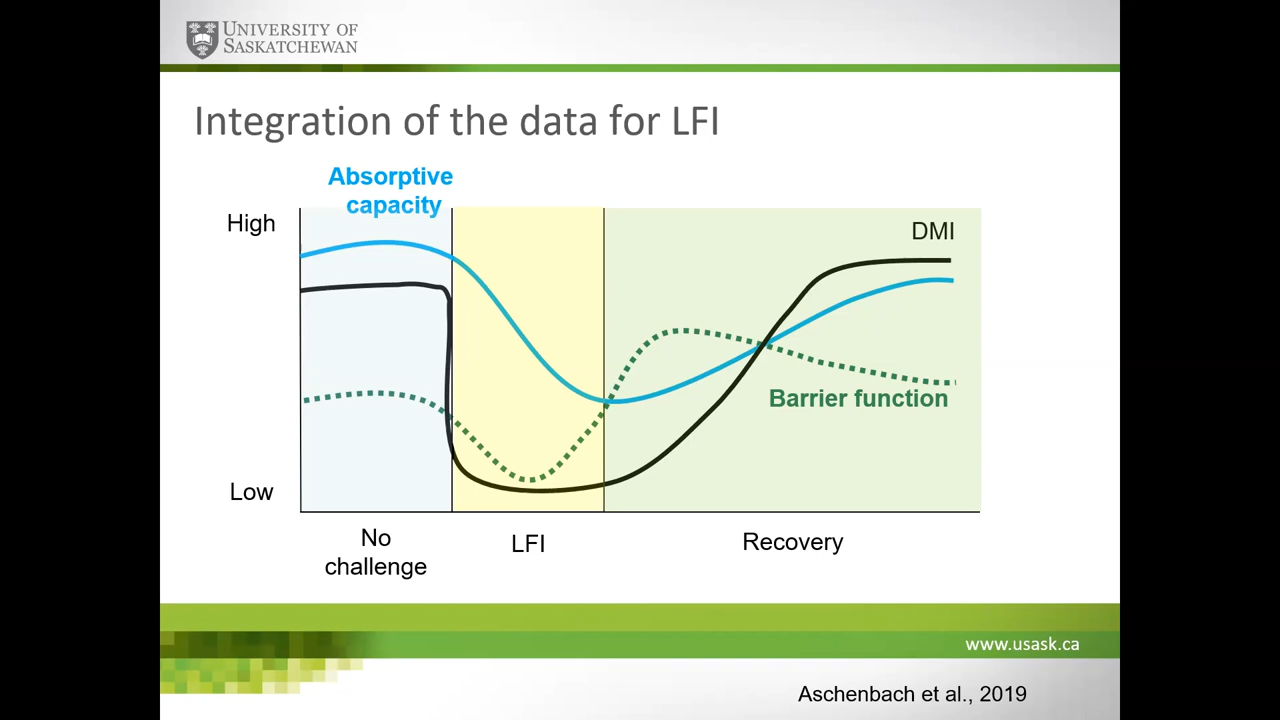 UNIVERSITY OF
SASKATCHEWAN
Integration of the data for LFI
Absorptive
capacity
High
DMI
Barrier function
Low
No
challenge
LFI
Recovery
www.usask.ca
Aschenbach et al., 2019